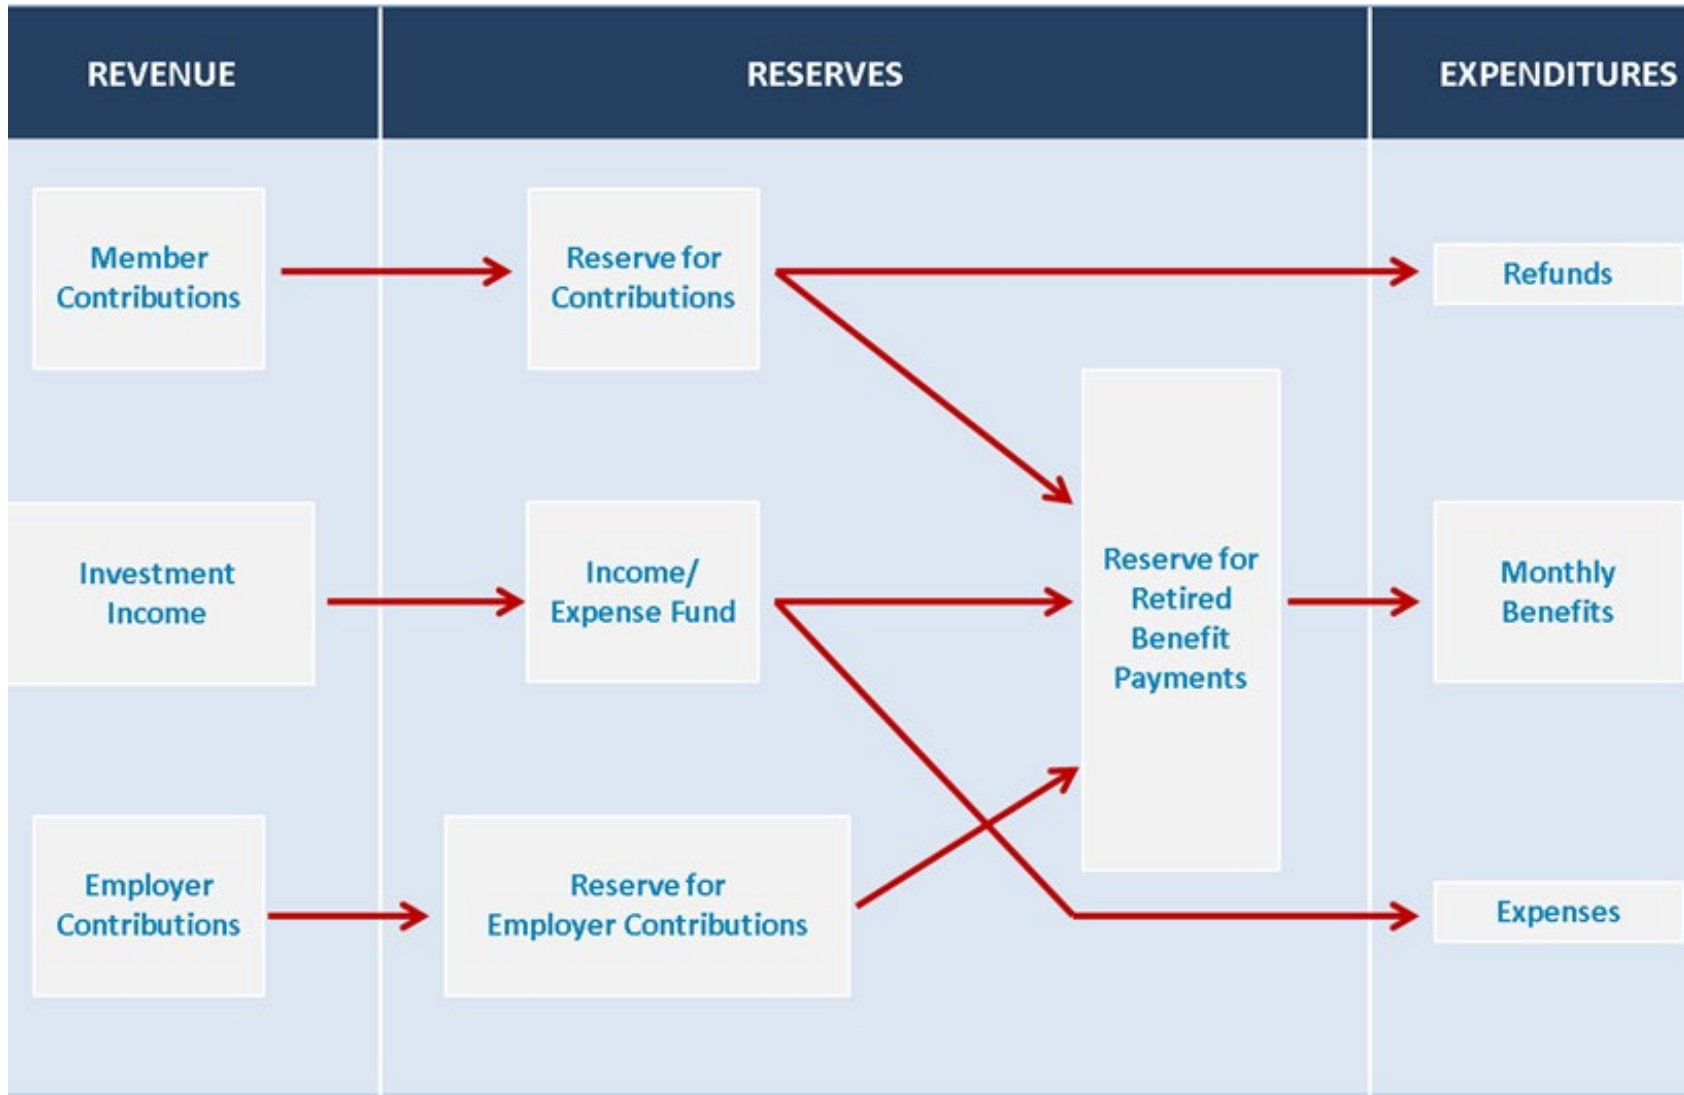 REVENUE
RESERVES
EXPENDITURES
Member
Contributions
Reserve for
Contributions
Refunds
Investment
Income
Income/
Expense Fund
Reserve for
Retired
Benefit
Payments
Monthly
Benefits
Employer
Contributions
Reserve for
Employer Contributions
Expenses